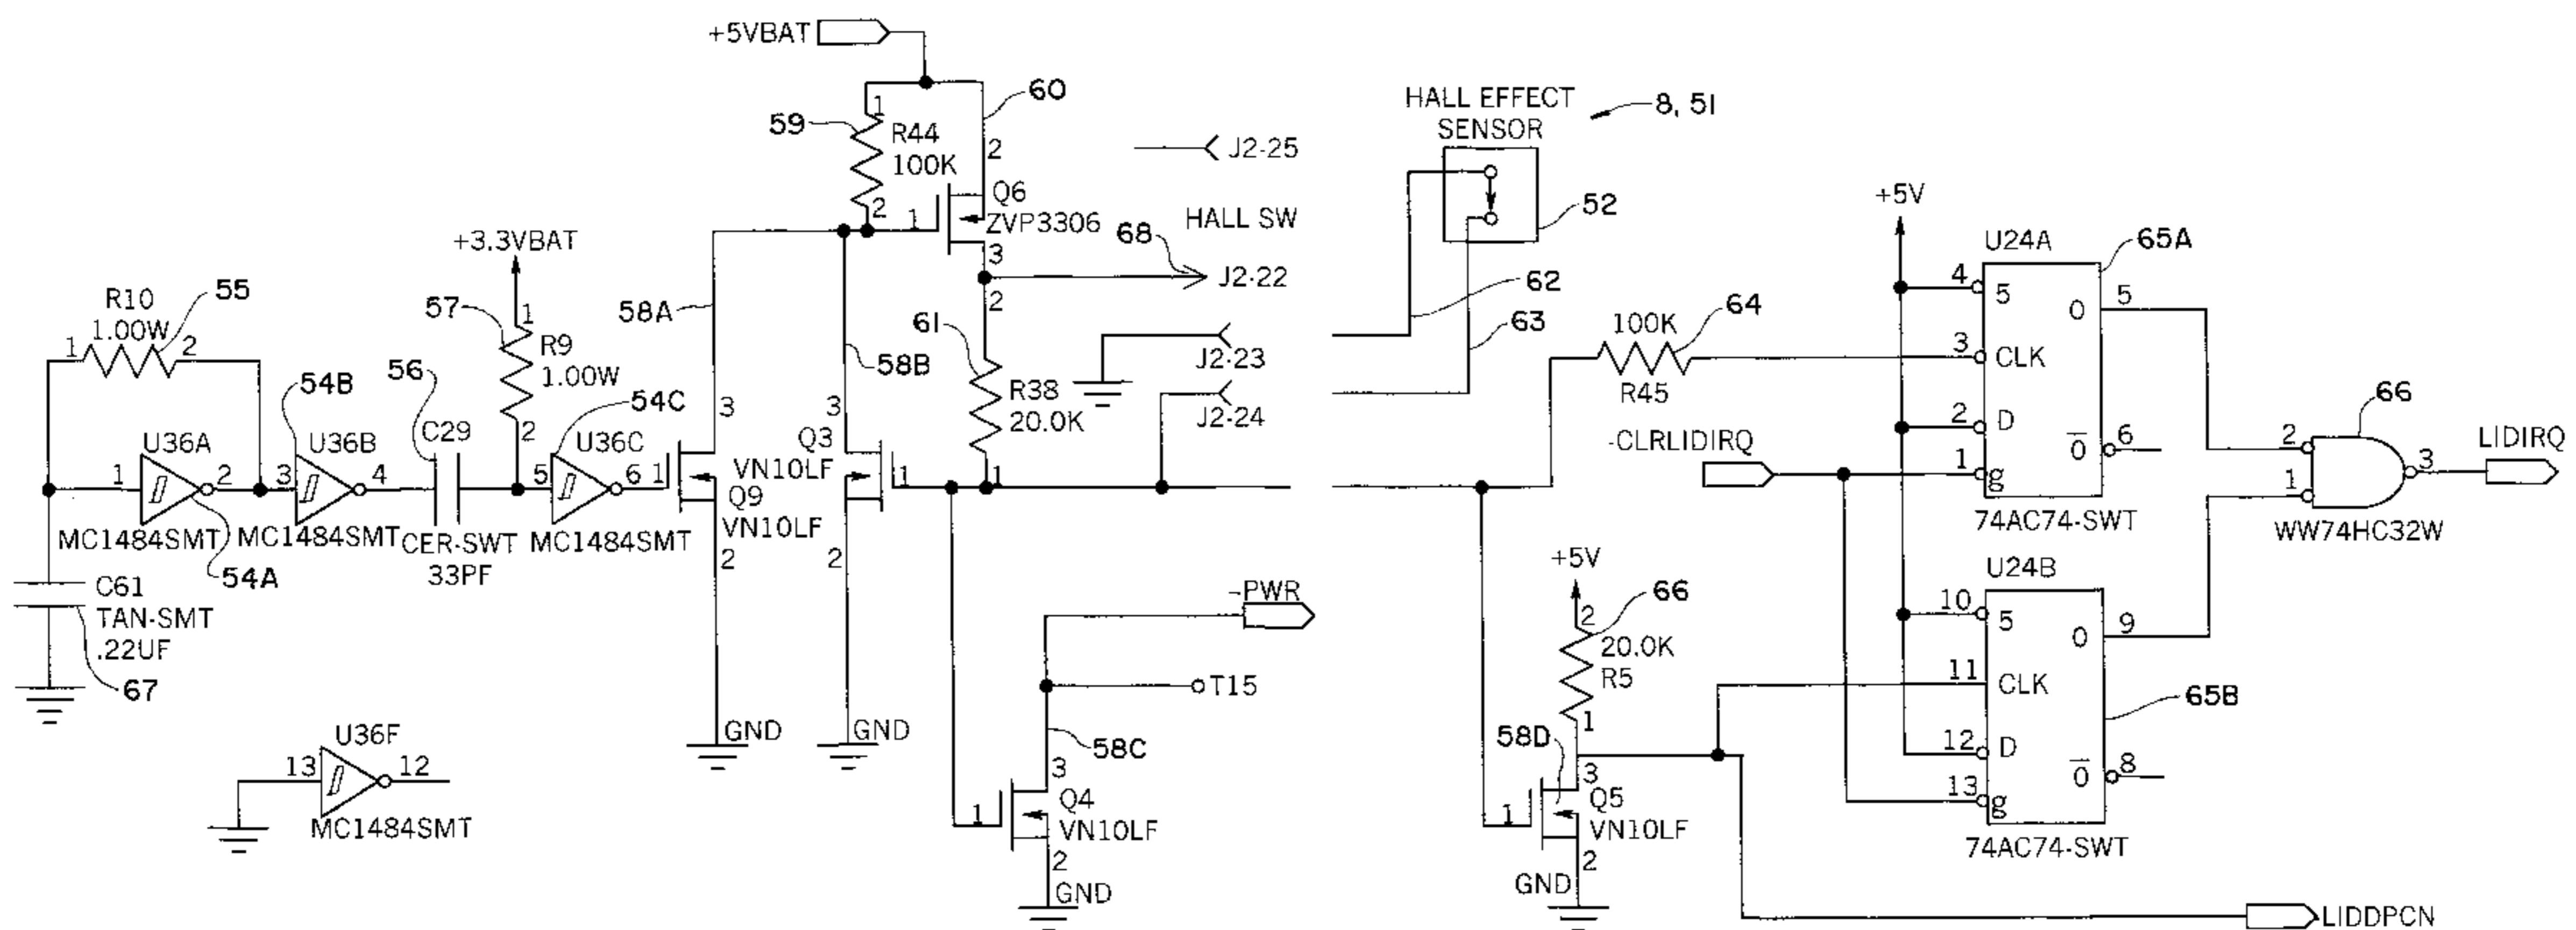 +5VBAT
60
59
1
R44
100K
2
2
Q6
1
ZVP3306
3
HALL EFFECT
SENSOR
8, 51
J2-25
HALL SW
52
68
J2-22
+3.3VBAT
R10
1.00W
55
1
2
57
1
R9
1.00W
2
58A
58B
61
2
R38
20.0K
1
J2-23
J2-24
62
63
64
100K
R45
+5V
U24A
65A
4
5
O
5
3
CLK
2
D
O
6
1
g
74AC74-SWT
-CLRLIDIRQ
66
2
1
3
LIDIRQ
WW74HC32W
54B
56
54C
U36A
1
2
MC1484SMT
54A
U36B
3
4
MC1484SMT
C29
CER-SWT
33PF
U36C
5
6
MC1484SMT
3
1
Q9
VN10LF
2
GND
3
Q3
VN10LF
1
2
GND
C61
TAN-SMT
.22UF
67
-PWR
T15
58C
3
Q4
1
VN10LF
2
GND
U36F
13
12
MC1484SMT
+5V
2
66
20.0K
R5
1
58D
3
Q5
1
VN10LF
2
GND
U24B
65B
10
5
O
9
11
CLK
12
D
O
8
13
g
74AC74-SWT
LIDDPCN